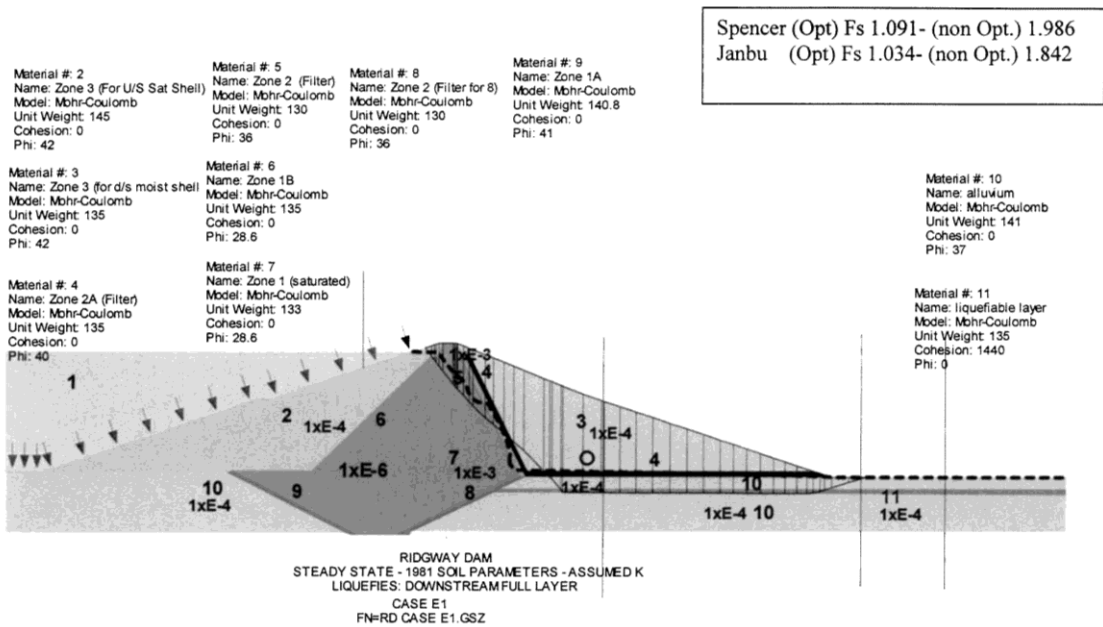 Spencer (Opt) Fs 1.091- (non Opt.) 1.986
Janbu (Opt) Fs 1.034- (non Opt.) 1.842
Material #: 2
Name: Zone 3 (For U/S Sat Shell)
Model: Mohr-Coulomb
Unit Weight: 145
Cohesion: 0
Phi: 42
Material #: 5
Name: Zone 2 (Filter)
Model: Mohr-Coulomb
Unit Weight: 130
Cohesion: 0
Phi: 36
Material #: 8
Name: Zone 2 (Filter for 8)
Model: Mohr-Coulomb
Unit Weight: 130
Cohesion: 0
Phi: 36
Material #: 9
Name: Zone 1A
Model: Mohr-Coulomb
Unit Weight: 140.8
Cohesion: 0
Phi: 41
Material #: 3
Name: Zone 3 (for d/s moist shell
Model: Mohr-Coulomb
Unit Weight: 135
Cohesion: 0
Phi: 42
Material #: 6
Name: Zone 1B
Model: Mohr-Coulomb
Unit Weight: 135
Cohesion: 0
Phi: 28.6
Material #: 10
Name: alluvium
Model: Mohr-Coulomb
Unit Weight: 141
Cohesion: 0
Phi: 37
Material #: 4
Name: Zone 2A (Filter)
Model: Mohr-Coulomb
Unit Weight: 135
Cohesion: 0
Phi: 40
Material #: 7
Name: Zone 1 (saturated)
Model: Mohr-Coulomb
Unit Weight: 133
Cohesion: 0
Phi: 28.6
Material #: 11
Name: liquefiable layer
Model: Mohr-Coulomb
Unit Weight: 135
Cohesion: 1440
Phi: 0
1
1xE-3
4
5
2
1xE-4
6
3
1xE-4
1xE-6
7
1xE-3
4
10
1xE-4
9
8
1xE-4
10
1xE-4 10
11
1xE-4
RIDGWAY DAM
STEADY STATE - 1981 SOIL PARAMETERS - ASSUMED K
LIQUEFIES: DOWNSTREAM FULL LAYER
CASE E1
FN=RD CASE E1.GSZ